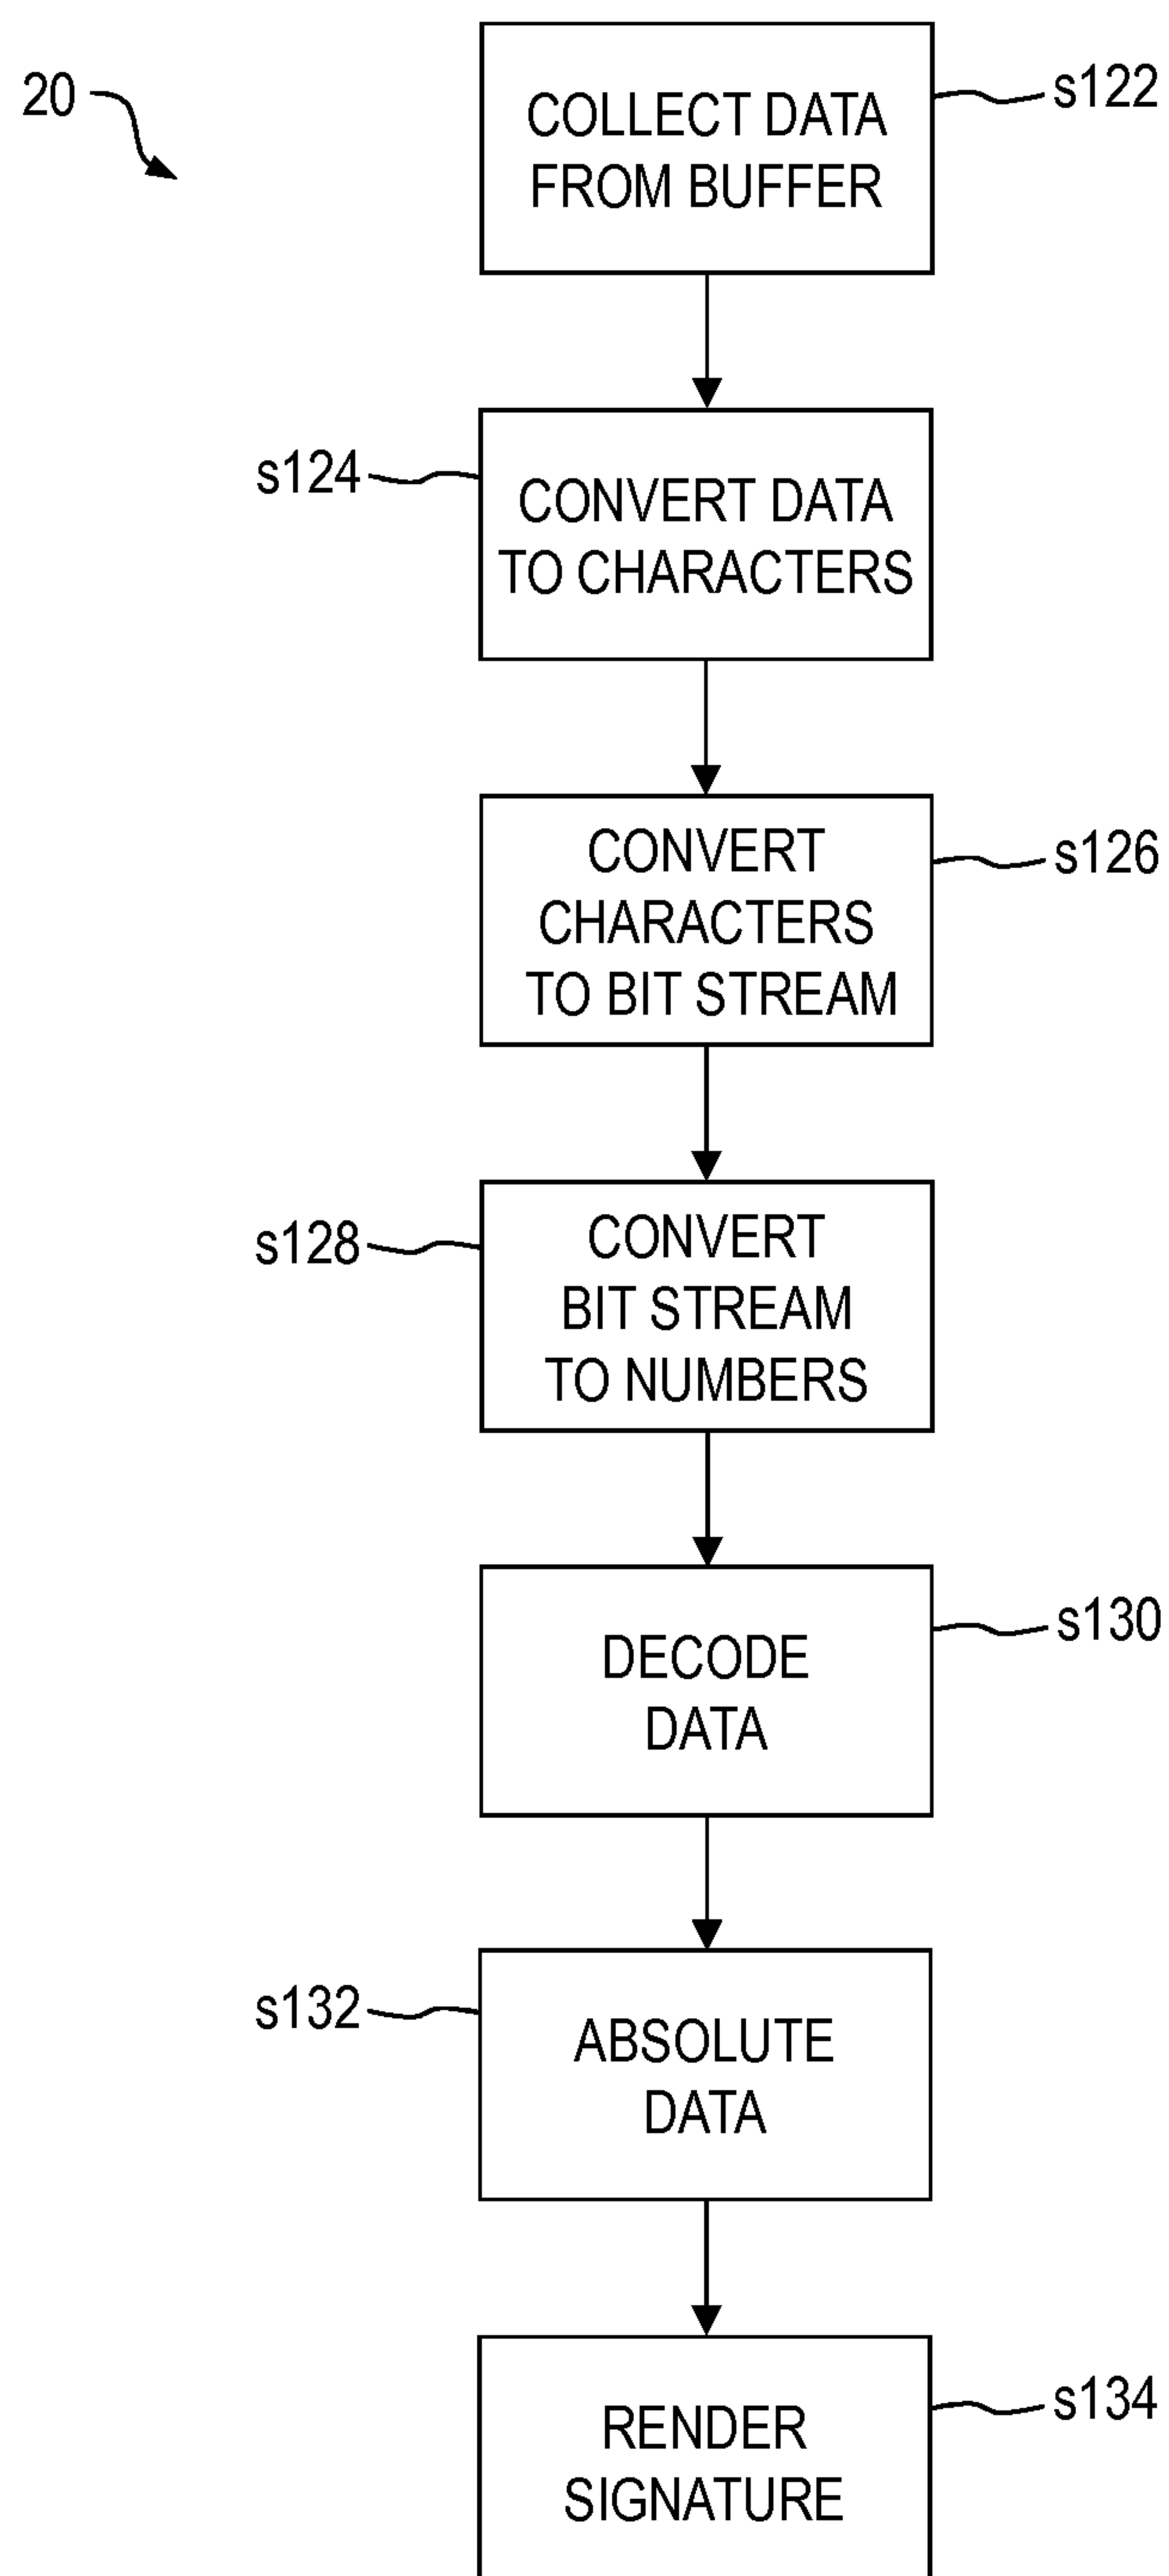 20
COLLECT DATA
FROM BUFFER
s122
s124
CONVERT DATA
TO CHARACTERS
CONVERT
CHARACTERS
TO BIT STREAM
s126
s128
CONVERT
BIT STREAM
TO NUMBERS
DECODE
DATA
s130
s132
ABSOLUTE
DATA
RENDER
SIGNATURE
s134